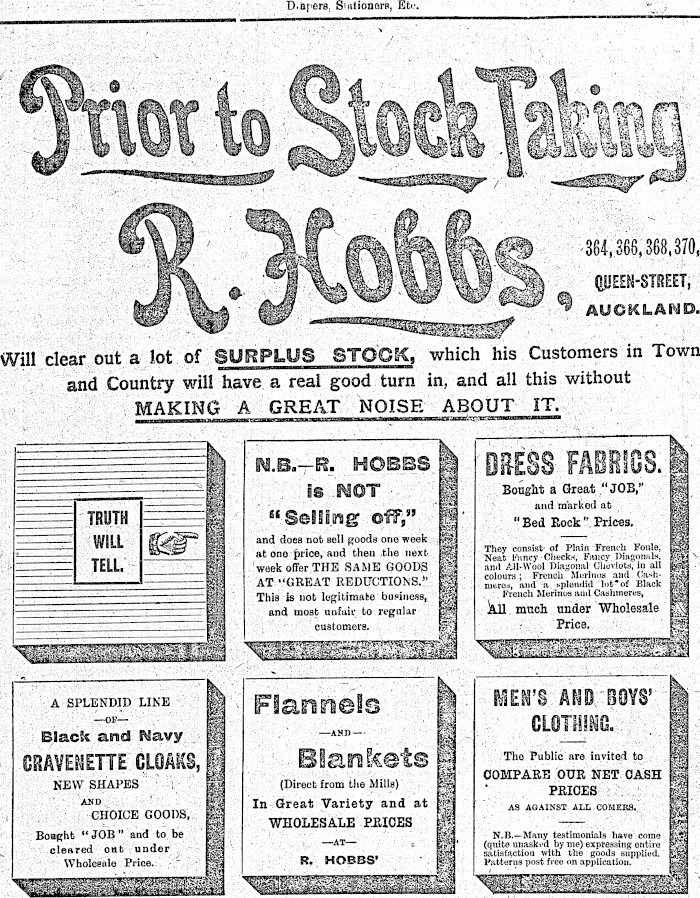 Drapers, Stationers, Etc.
Prior to Stock Taking
R. Hobbs,
364, 366, 368, 370,
QUEEN-STREET,
AUCKLAND.
Will clear out a lot of SURPLUS STOCK, which his Customers in Town
and Country will have a real good turn in, and all this without
MAKING A GREAT NOISE ABOUT IT.
TRUTH
WILL
TELL.
N.B.—R. HOBBS
is NOT
"Selling off,"
and does not sell goods one week
at one price, and then the next
week offer THE SAME GOODS
AT "GREAT REDUCTIONS."
This is not legitimate business,
and most unfair to regular
customers.
DRESS FABRICS.
Bought a Great "JOB,"
and marked at
"Bed Rock" Prices.
They consist of Plain French Foule,
Neat Fancy Checks, Fancy Diagonals,
and All-Wool Diagonal Cheviots, in all
colours; French Merinos and Cash-
meres, and a splendid lot of Black
French Merinos and Cashmeres,
All much under Wholesale
Price.
A SPLENDID LINE
—OF—
Black and Navy
CRAVENETTE CLOAKS,
NEW SHAPES
AND
CHOICE GOODS,
Bought "JOB" and to be
cleared out under
Wholesale Price.
Flannels
—AND—
Blankets
(Direct from the Mills)
In Great Variety and at
WHOLESALE PRICES
—AT—
R. HOBBS'
MEN'S AND BOYS'
CLOTHING.
The Public are invited to
COMPARE OUR NET CASH
PRICES
AS AGAINST ALL COMERS.
N.B.—Many testimonials have come
(quite unasked by me) expressing entire
satisfaction with the goods supplied.
Patterns post free on application.